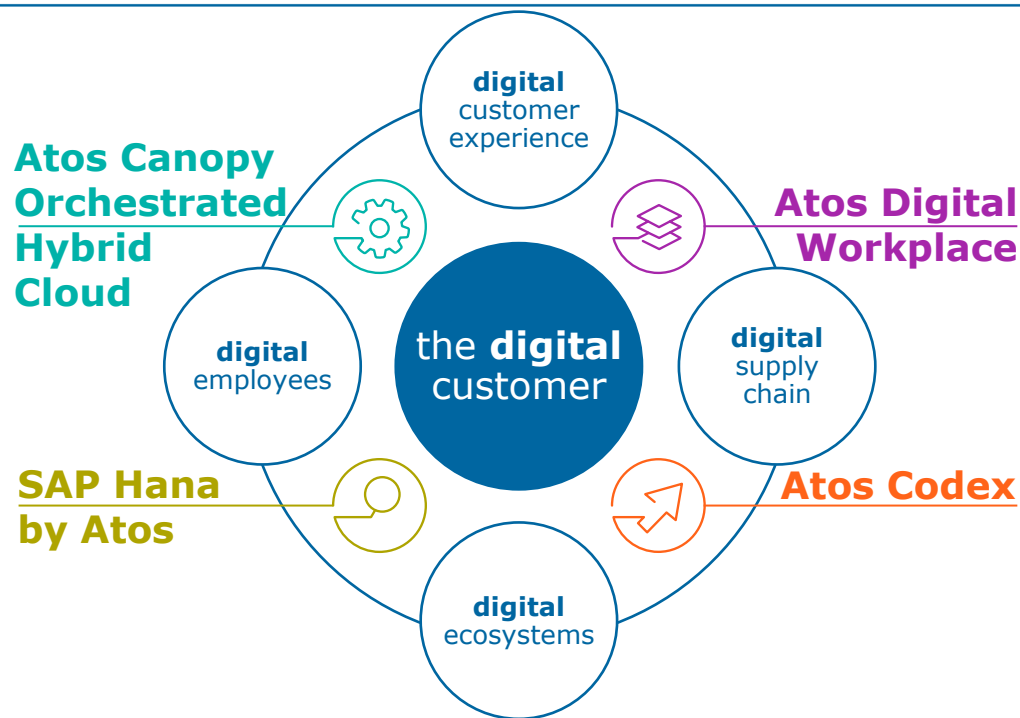 digital
customer
experience
Atos Canopy
Orchestrated
Hybrid
Cloud
Atos Digital
Workplace
digital
employees
the digital
customer
digital
supply
chain
SAP Hana
by Atos
Atos Codex
digital
ecosystems